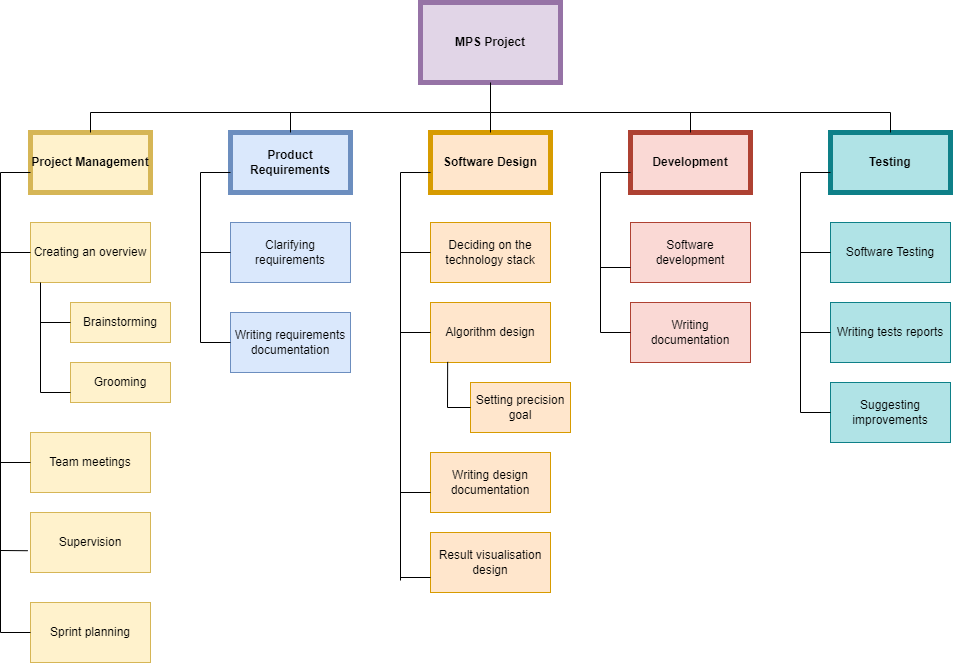 MPS Project
Project Management
Product
Requirements
Software Design
Development
Testing
Creating an overview
Brainstorming
Grooming
Team meetings
Supervision
Sprint planning
Clarifying
requirements
Writing requirements
documentation
Deciding on the
technology stack
Algorithm design
Setting precision
goal
Writing design
documentation
Result visualisation
design
Software
development
Writing
documentation
Software Testing
Writing tests reports
Suggesting
improvements